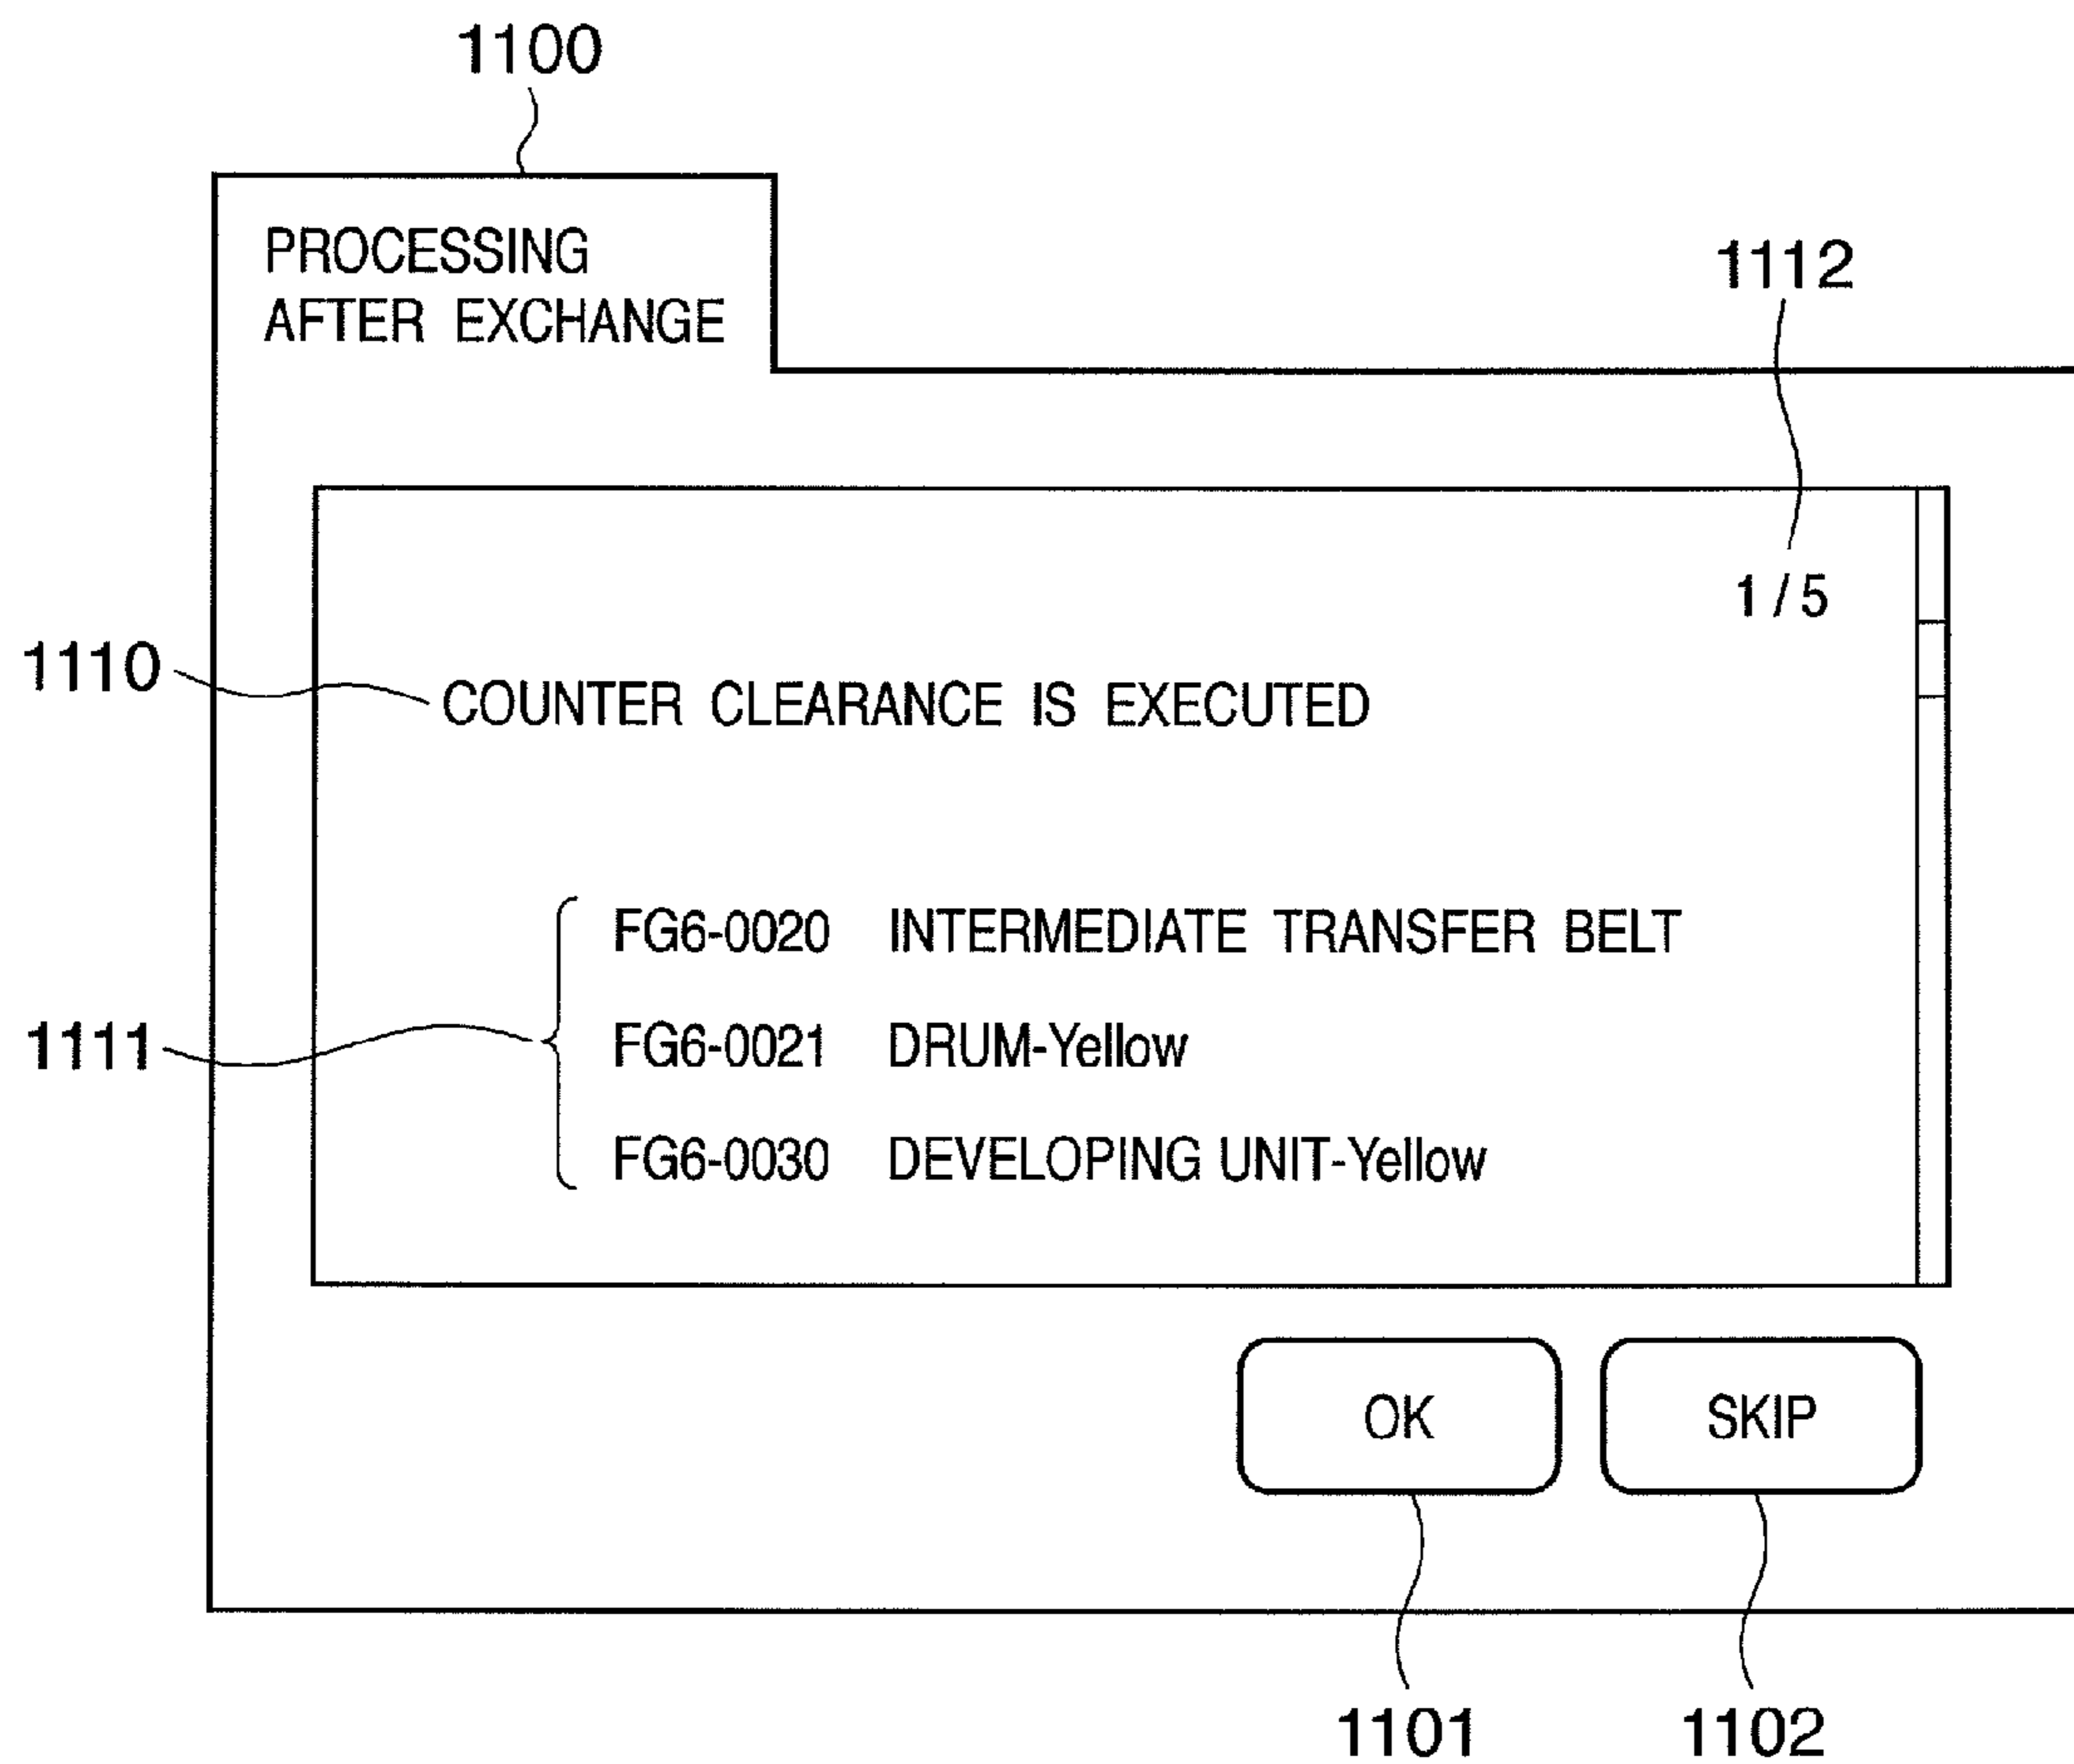 1100
PROCESSING
AFTER EXCHANGE
1112
1/5
1110
COUNTER CLEARANCE IS EXECUTED
1111
FG6-0020 INTERMEDIATE TRANSFER BELT
FG6-0021 DRUM-Yellow
FG6-0030 DEVELOPING UNIT-Yellow
OK SKIP
1101 1102